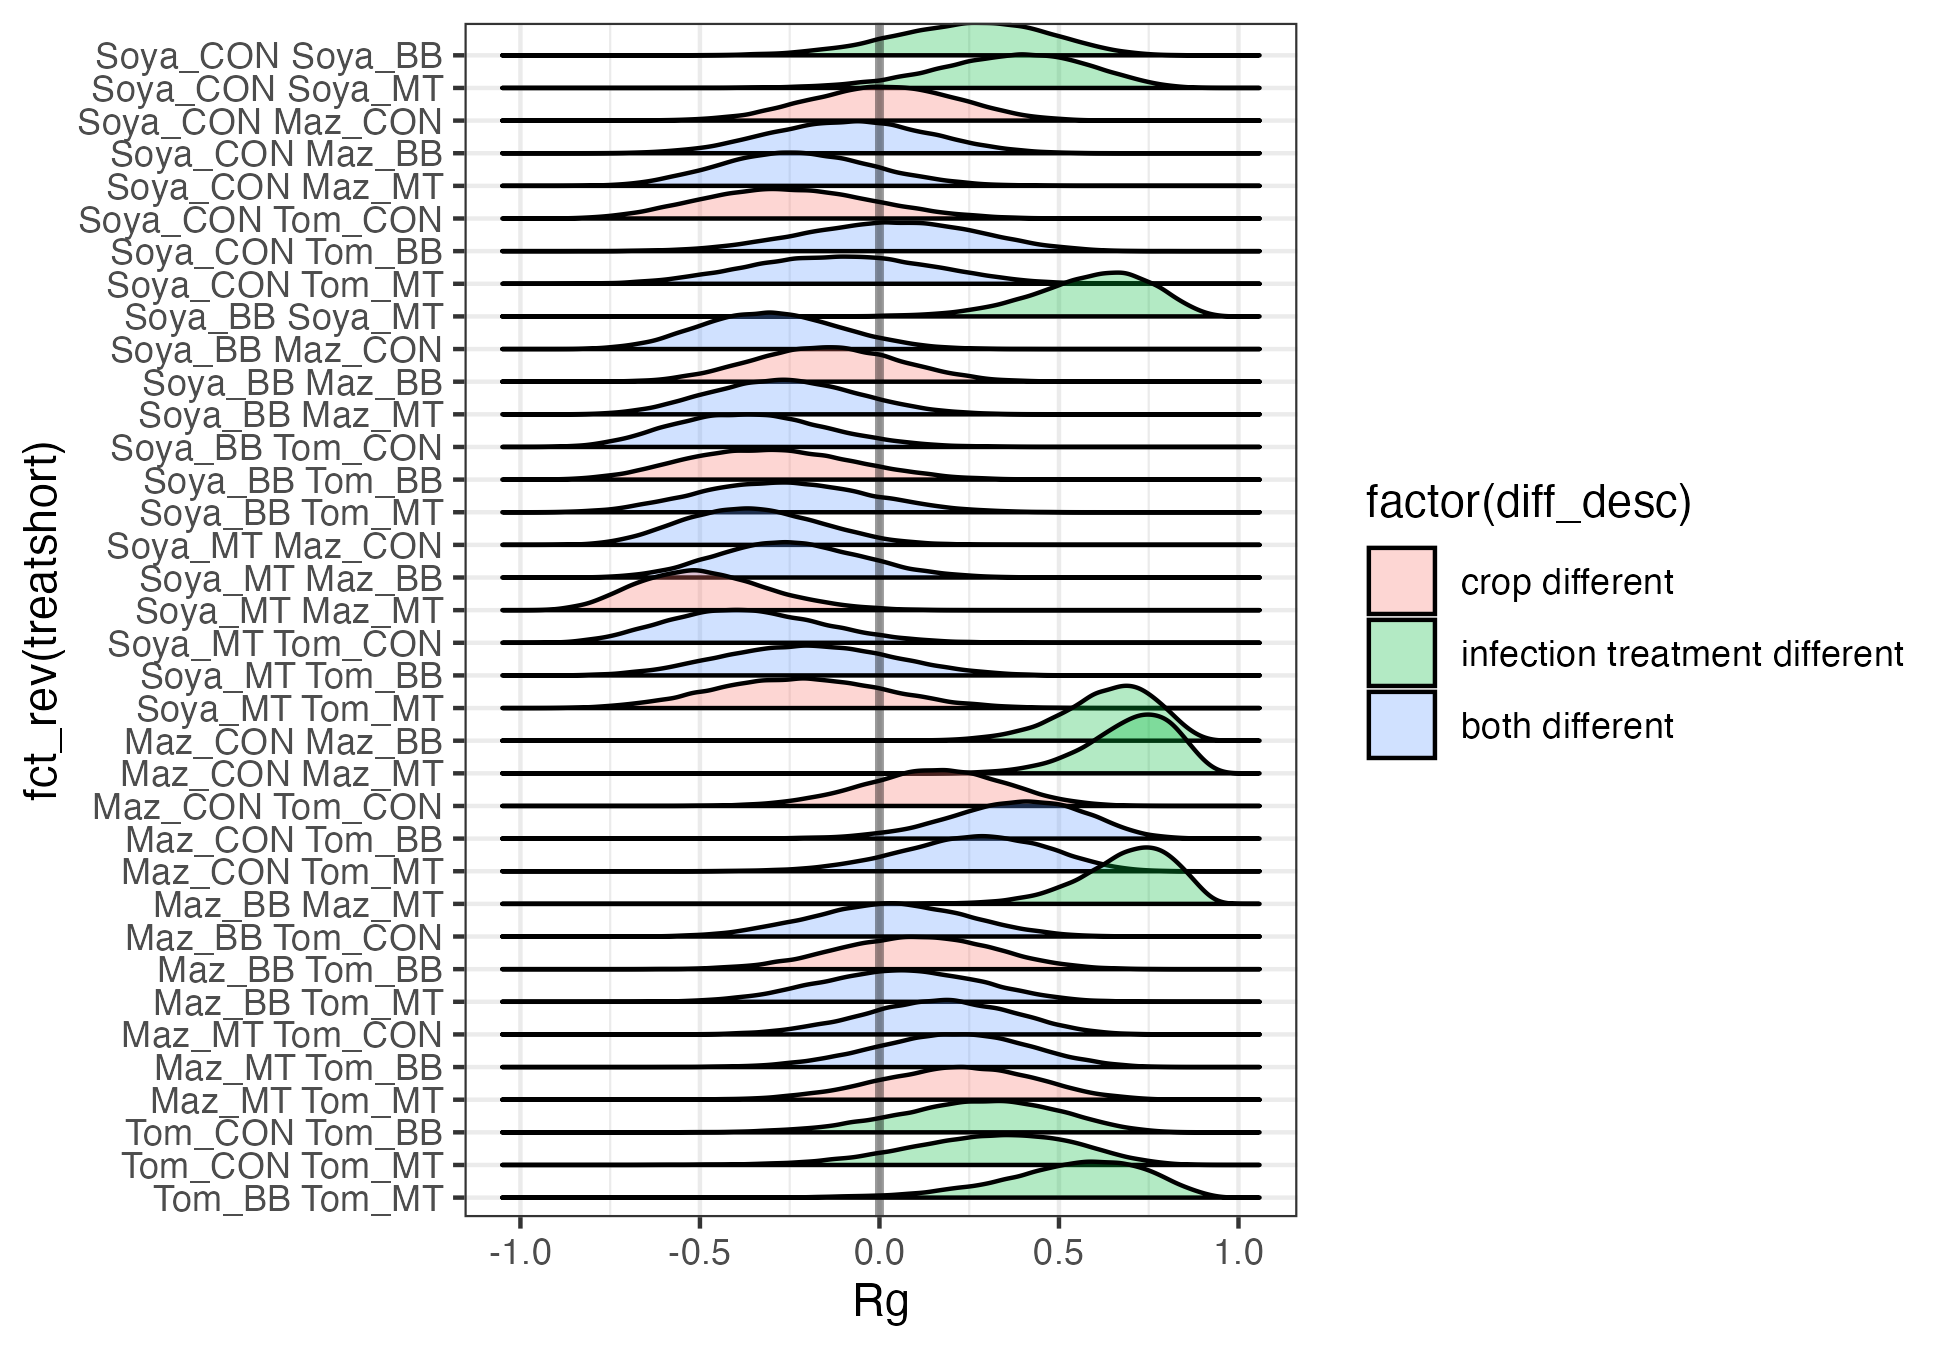 Soya_CON Soya_BB
Soya_CON Soya_MT
Soya_CON Maz_CON
Soya_CON Maz_BB
Soya_CON Maz_MT
Soya_CON Tom_CON
Soya_CON Tom_BB
Soya_CON Tom_MT
Soya_BB Soya_MT
Soya_BB Maz_CON
Soya_BB Maz_BB
Soya_BB Maz_MT
Soya_BB Tom_CON
Soya_BB Tom_BB
Soya_BB Tom_MT
Soya_MT Maz_CON
Soya_MT Maz_BB
Soya_MT Maz_MT
Soya_MT Tom_CON
Soya_MT Tom_BB
Soya_MT Tom_MT
Maz_CON Maz_BB
Maz_CON Maz_MT
Maz_CON Tom_CON
Maz_CON Tom_BB
Maz_CON Tom_MT
Maz_BB Maz_MT
Maz_BB Tom_CON
Maz_BB Tom_BB
Maz_BB Tom_MT
Maz_MT Tom_CON
Maz_MT Tom_BB
Maz_MT Tom_MT
Tom_CON Tom_BB
Tom_CON Tom_MT
Tom_BB Tom_MT
fct_rev(treatshort)
-1.0 -0.5 0.0 0.5 1.0
Rg
factor(diff_desc)
crop different
infection treatment different
both different